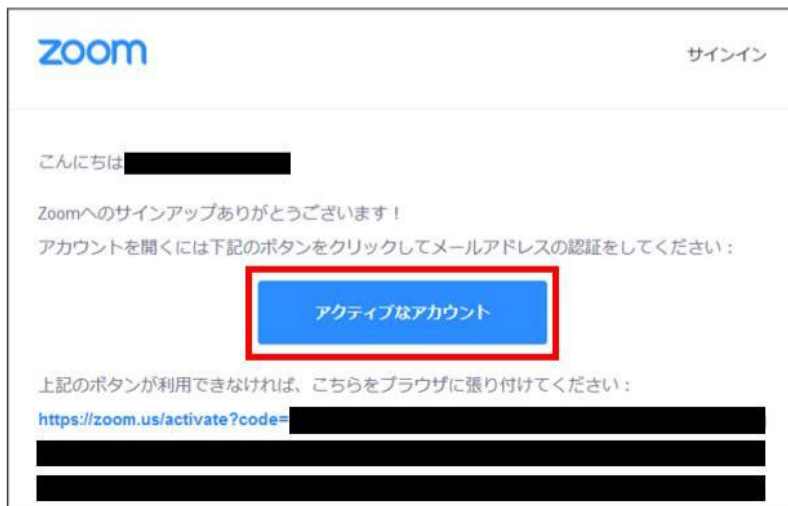 zoom
サインイン
こんにちは
Zoomへのサインアップありがとうございます！
アカウントを開くには下記のボタンをクリックしてメールアドレスの認証をしてください：
アクティブなアカウント
上記のボタンが利用できなければ、こちらをブラウザに張り付けてください：
https://zoom.us/activate?code=